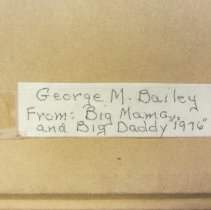 George M. Bailey
From: "Big Mama,,
and Big Daddy" "1976"